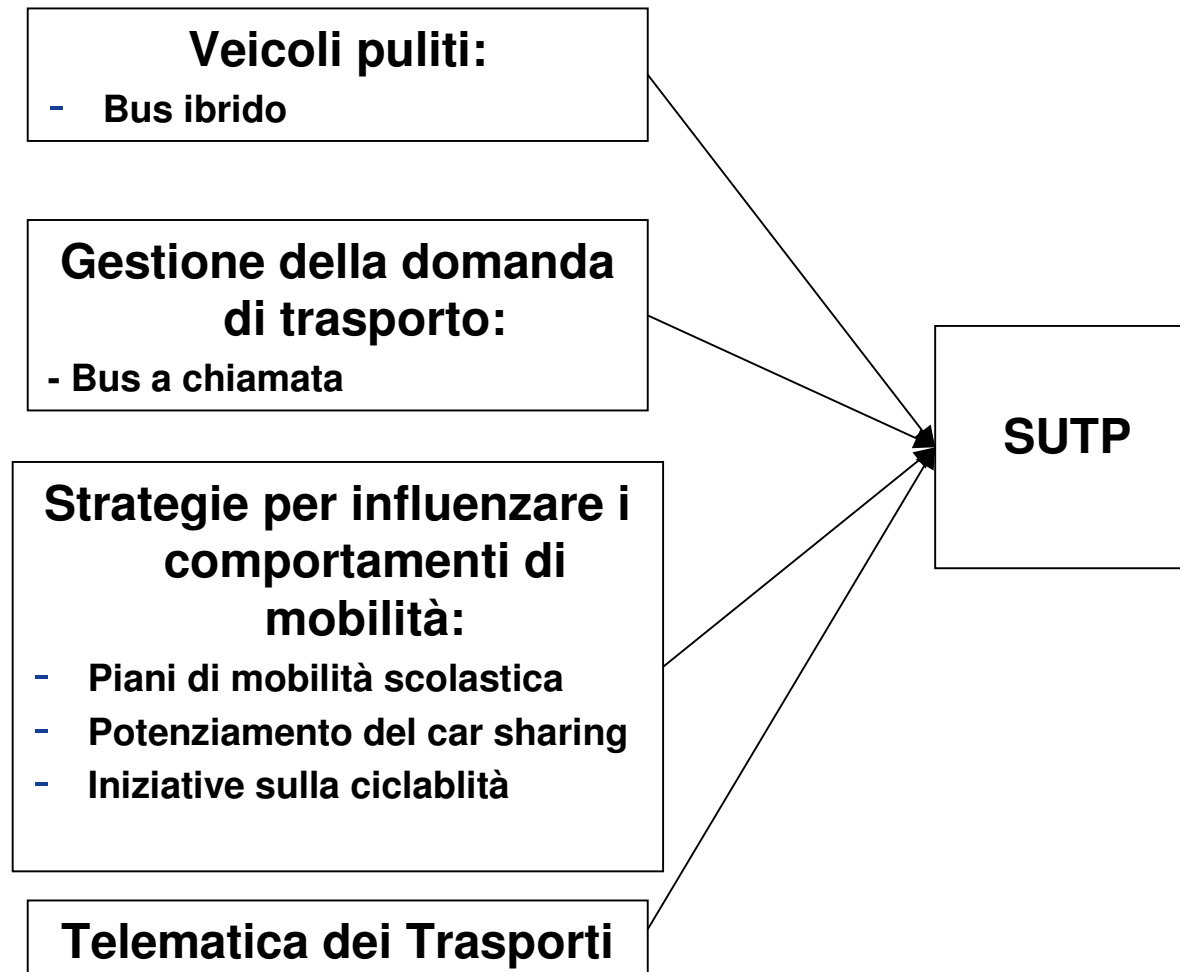 Veicoli puliti:
- Bus ibrido
Gestione della domanda
di trasporto:
- Bus a chiamata
Strategie per influenzare i
comportamenti di
mobilità:
- Piani di mobilità scolastica
- Potenziamento del car sharing
- Iniziative sulla ciclablità
Telematica dei Trasporti
SUTP